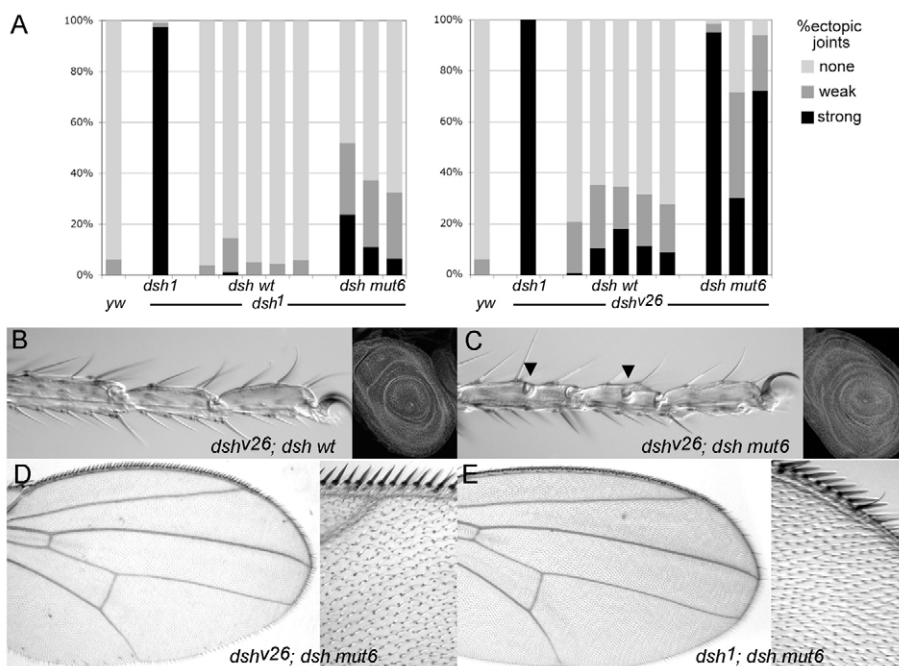 A
100%
80%
60%
40%
20%
0%
dsh1 dsh wt dsh mut6
yw dsh1
100%
80%
60%
40%
20%
0%
dsh1 dsh wt dsh mut6
yw dshv26
%ectopic
joints
none
weak
strong
B
dshv26; dsh wt
C
dshv26; dsh mut6
D
dshv26; dsh mut6
E
dsh1; dsh mut6